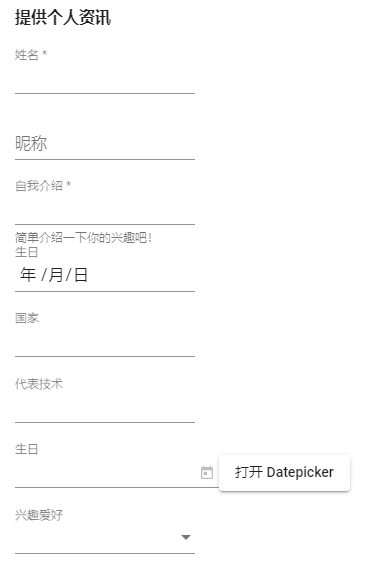 提供个人资讯
姓名 *
昵称
自我介绍 *
简单介绍一下你的兴趣吧!
生日
年 /月/日
国家
代表技术
生日
打开 Datepicker
兴趣爱好